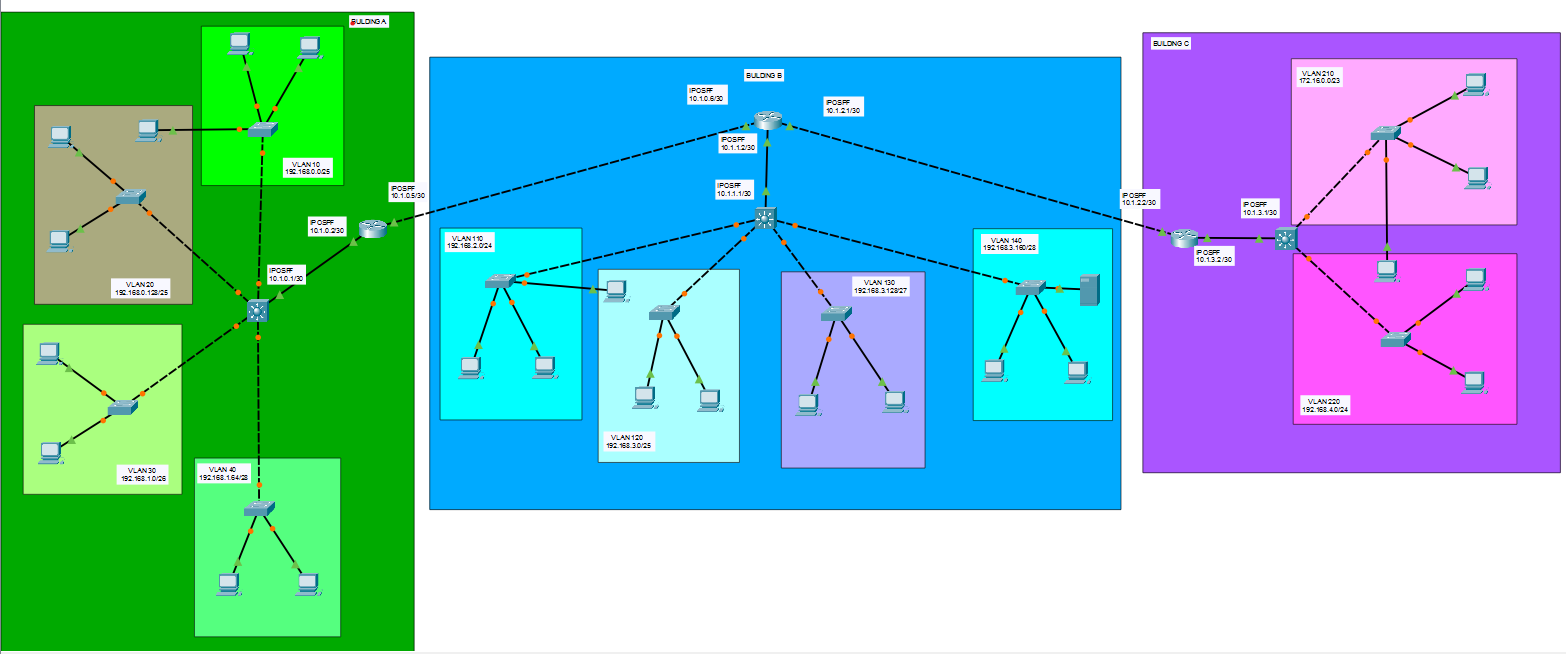 BULDING A
VLAN 10
192.168.0.0/25
VLAN 20
192.168.0.128/25
IPOSPF
10.1.0.5/30
IPOSPF
10.1.0.2/30
IPOSPF
10.1.0.1/30
VLAN 30
192.168.1.0/26
VLAN 40
192.168.1.64/28
BUILDING B
IPOSPF
10.1.0.6/30
IPOSPF
10.1.2.1/30
IPOSPF
10.1.1.2/30
IPOSPF
10.1.1.1/30
VLAN 110
192.168.2.0/24
VLAN 120
192.168.3.0/25
VLAN 130
192.168.3.128/27
VLAN 140
192.168.3.160/28
BUILDING C
VLAN 210
172.16.0.0/23
IPOSPF
10.1.2.2/30
IPOSPF
10.1.3.1/30
IPOSPF
10.1.3.2/30
VLAN 220
192.168.4.0/24